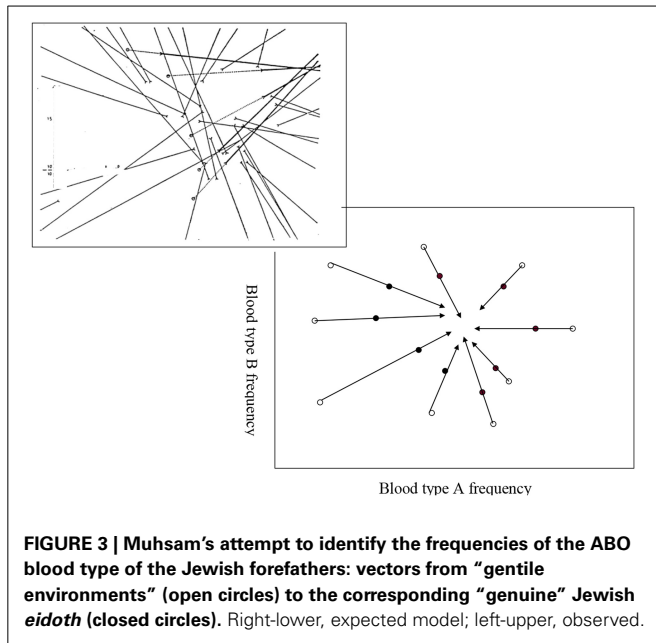 15
Blood type B frequency
Blood type A frequency
FIGURE 3 | Muhsam’s attempt to identify the frequencies of the ABO
blood type of the Jewish forefathers: vectors from “gentile
environments” (open circles) to the corresponding “genuine” Jewish
eidoth (closed circles). Right-lower, expected model; left-upper, observed.